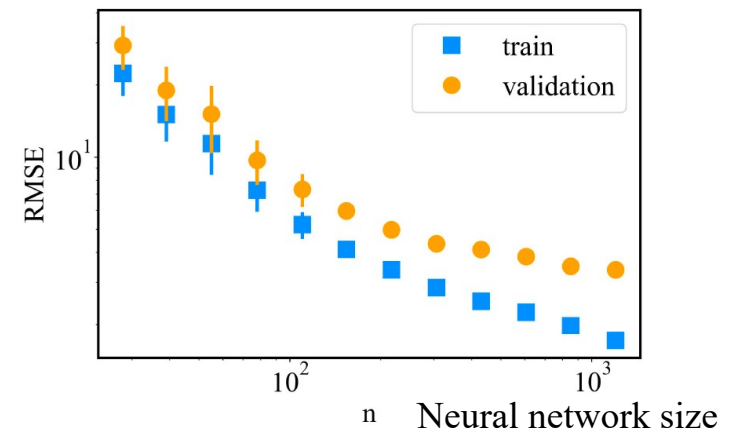 train
validation
RMSE
10^1
10^2
10^3
n Neural network size